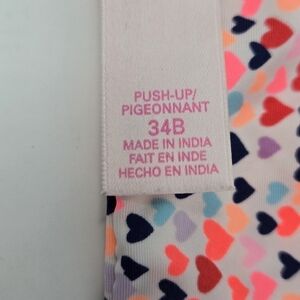 PUSH-UP/
PIGEONNANT
34B
MADE IN INDIA
FAIT EN INDE
HECHO EN INDIA